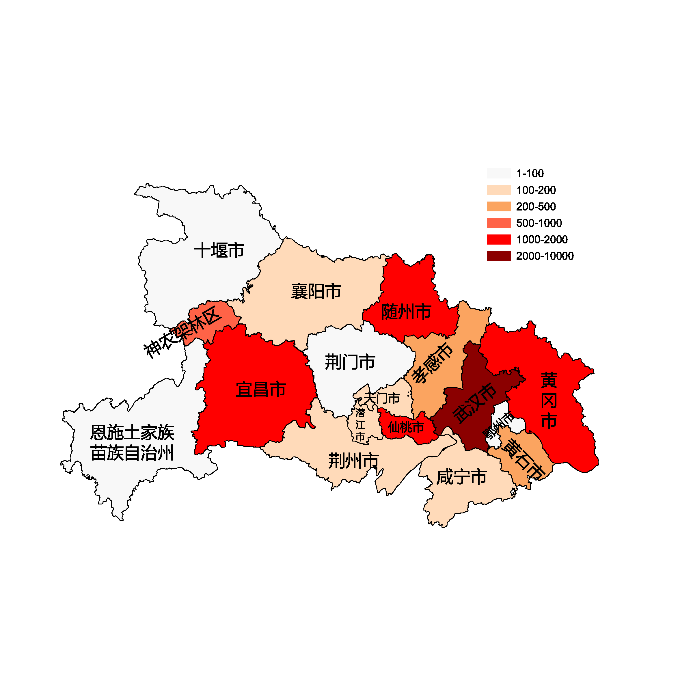 1-100
100-200
200-500
500-1000
1000-2000
2000-10000
十堰市
襄阳市
随州市
神农架林区
荆门市
孝感市
宜昌市
黄冈市
天门市
武汉市
潜江市
仙桃市
鄂州市
恩施土家族
苗族自治州
荆州市
黄石市
咸宁市